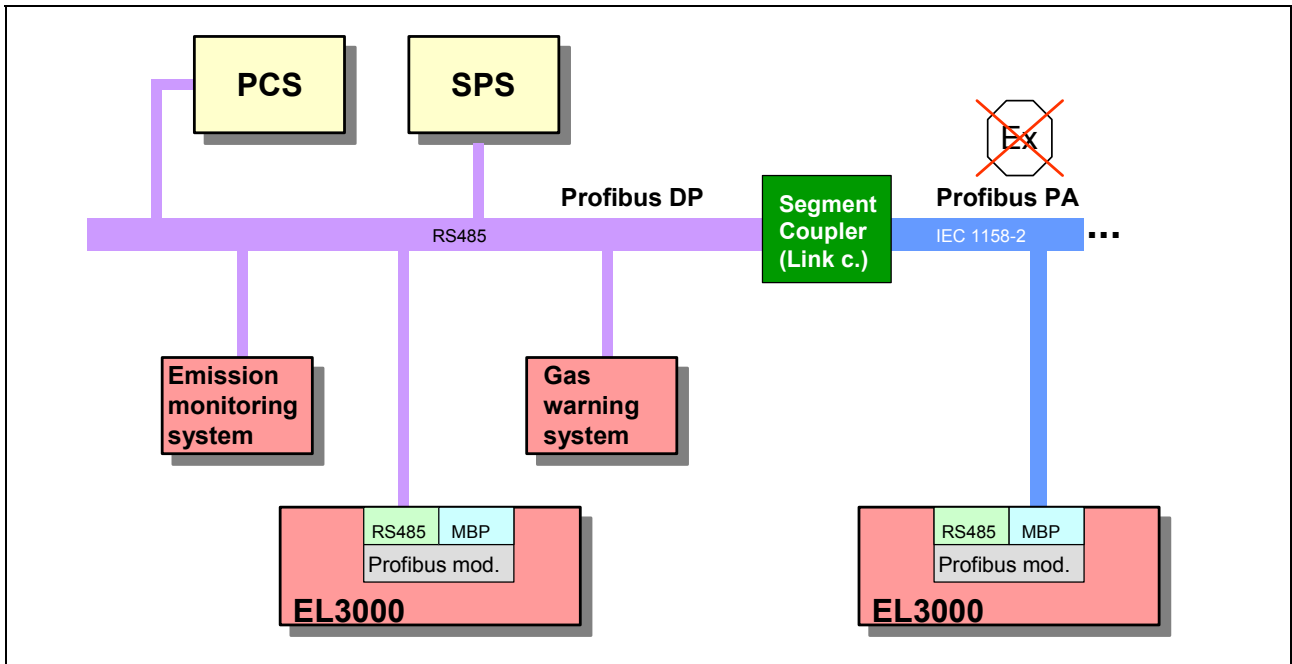 PCS
SPS
Ex
Profibus DP
Profibus PA
Segment
Coupler
(Link c.)
RS485
IEC 1158-2
...
Emission
monitoring
system
Gas
warning
system
RS485
MBP
Profibus mod.
EL3000
RS485
MBP
Profibus mod.
EL3000